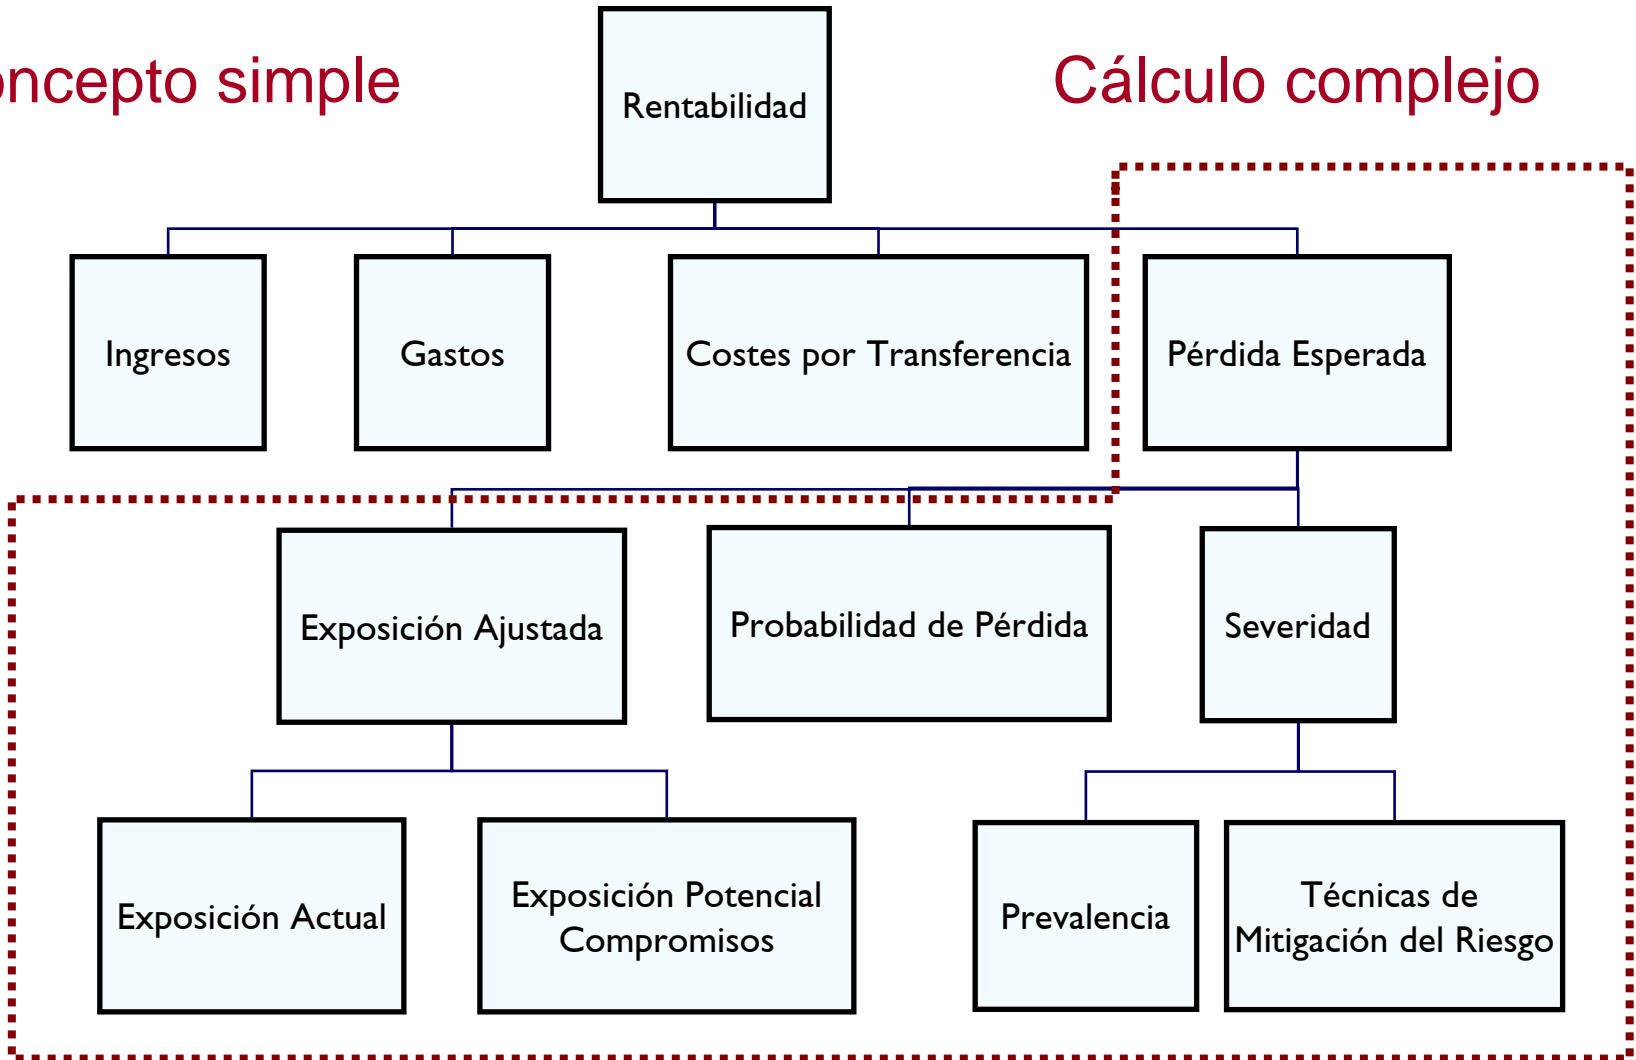 oncepto simple
Cálculo complejo
Rentabilidad
Ingresos
Gastos
Costes por Transferencia
Pérdida Esperada
Exposición Ajustada
Probabilidad de Pérdida
Severidad
Exposición Actual
Exposición Potencial
Compromisos
Prevalencia
Técnicas de
Mitigación del Riesgo